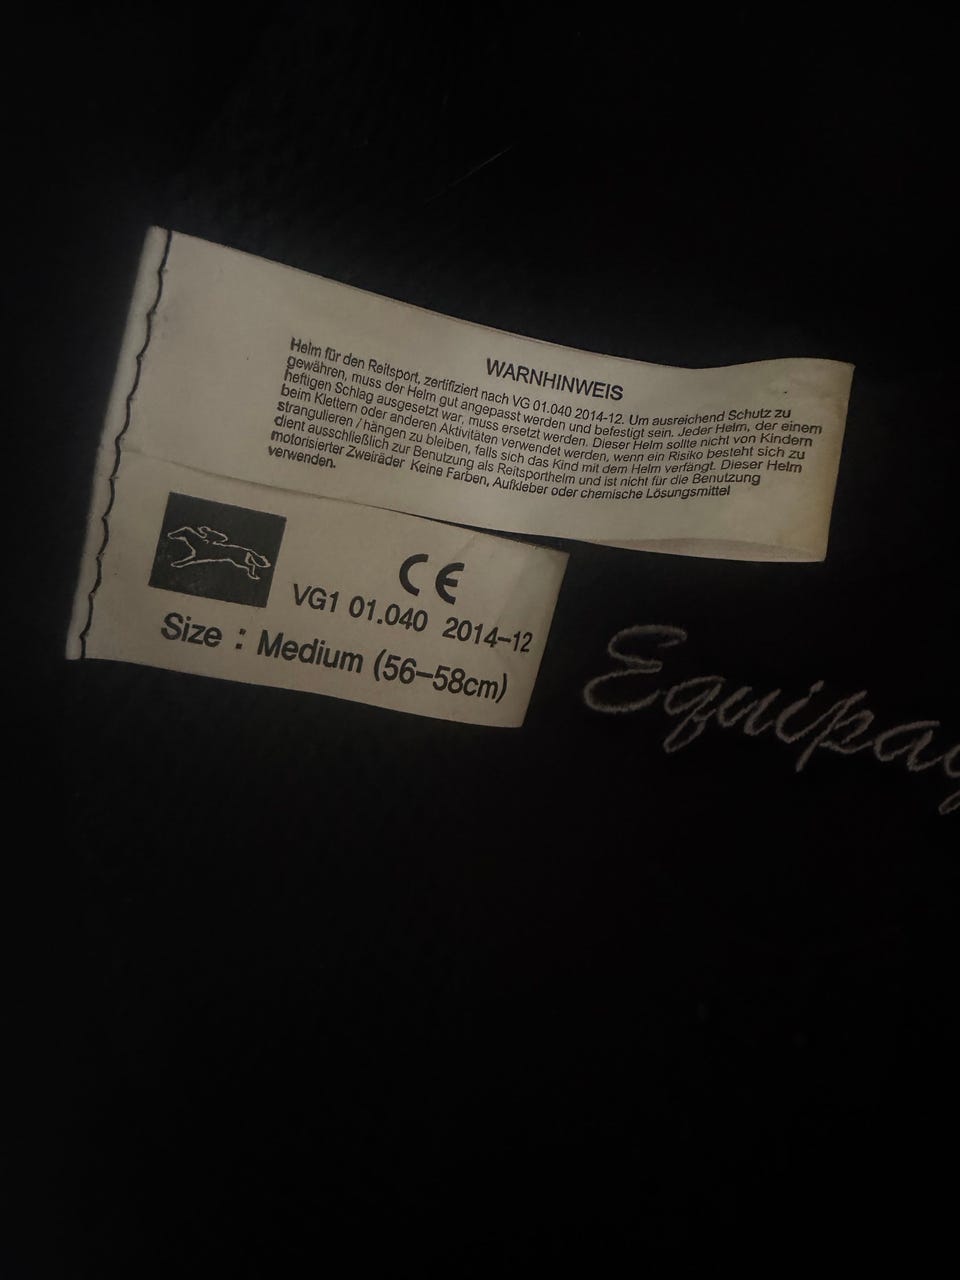 WARNHINWEIS
Helm für den Reitsport, zertifiziert nach VG 01.040 2014-12. Um ausreichend Schutz zu
gewähren, muss der Helm gut angepasst werden und befestigt sein. Jeder Helm, der einem
heftigen Schlag ausgesetzt war, muss ersetzt werden. Dieser Helm sollte nicht von Kindern
beim Klettern oder anderen Aktivitäten verwendet werden, wenn ein Risiko besteht sich zu
strangulieren / hängen zu bleiben, falls sich das Kind mit dem Helm verfängt. Dieser Helm
dient ausschließlich zur Benutzung als Reitsporthelm und ist nicht für die Benutzung
motorisierter Zweiräder Keine Farben, Aufkleber oder chemische Lösungsmittel
verwenden.
CE
VG1 01.040 2014-12
Size : Medium (56-58cm)
Equipa